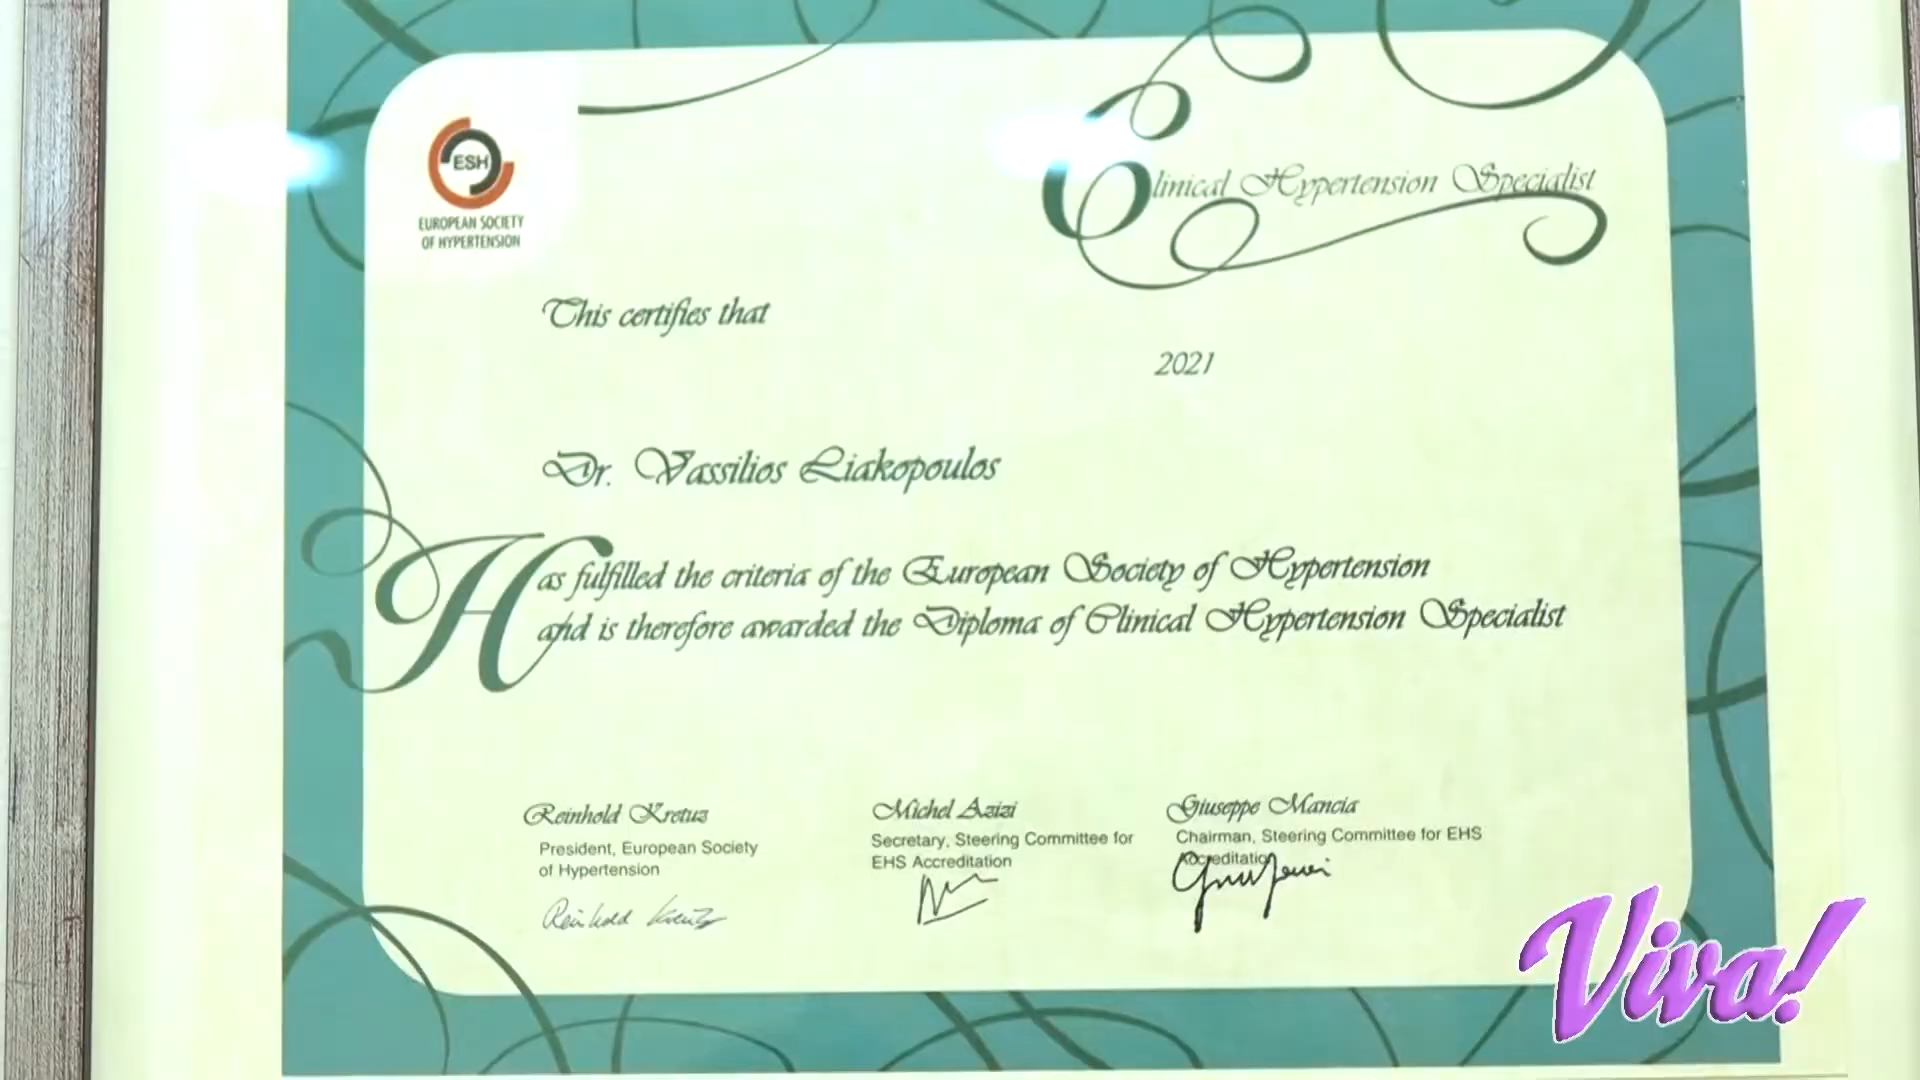 ESH
EUROPEAN SOCIETY
OF HYPERTENSION
Clinical Hypertension Specialist
This certifies that
2021
Dr. Vassilios Liakopoulos
Has fulfilled the criteria of the European Society of Hypertension
and is therefore awarded the Diploma of Clinical Hypertension Specialist
Reinhold Kretuz
President, European Society
of Hypertension
Reinhold Kreutz
Michel Azizi
Secretary, Steering Committee for
EHS Accreditation
Giuseppe Mancia
Chairman, Steering Committee for EHS
Accreditation
Viva!